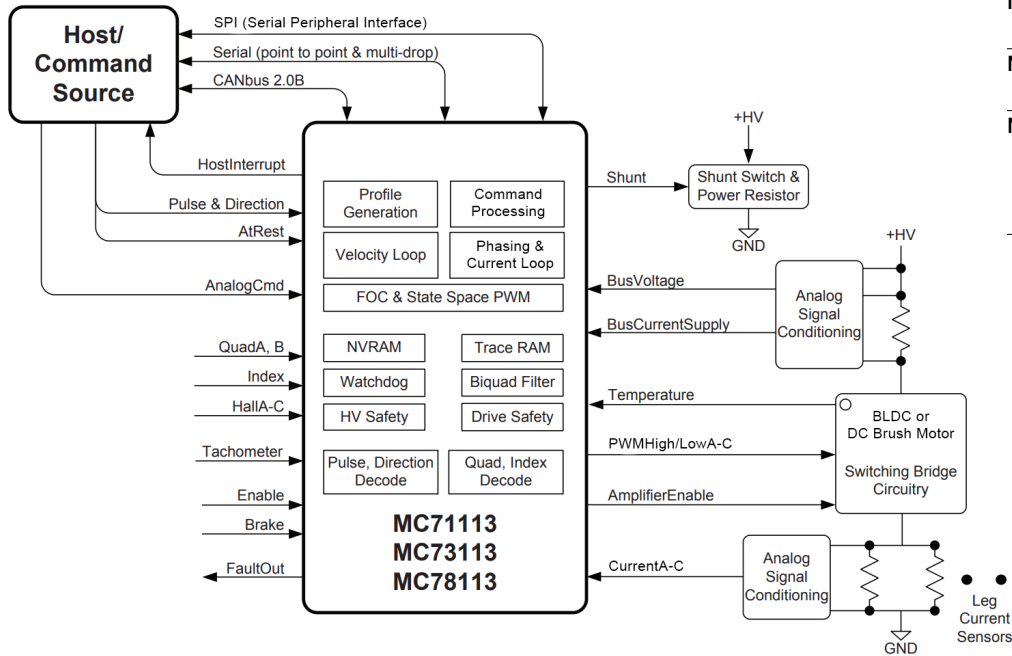 SPI (Serial Peripheral Interface)
Host/
Command
Source
Serial (point to point & multi-drop)
CANbus 2.0B
HostInterrupt
Pulse & Direction
AtRest
AnalogCmd
QuadA, B
Index
HallA-C
Tachometer
Enable
Brake
FaultOut
Profile
Generation
Command
Processing
Velocity Loop
Phasing &
Current Loop
FOC & State Space PWM
NVRAM
Trace RAM
Watchdog
Biquad Filter
HV Safety
Drive Safety
Pulse, Direction
Decode
Quad, Index
Decode
MC71113
MC73113
MC78113
Shunt
+HV
Shunt Switch &
Power Resistor
GND
+HV
BusVoltage
BusCurrentSupply
Analog
Signal
Conditioning
Temperature
PWMHigh/LowA-C
AmplifierEnable
BLDC or
DC Brush Motor
Switching Bridge
Circuitry
CurrentA-C
Analog
Signal
Conditioning
Leg
Current
Sensors
GND